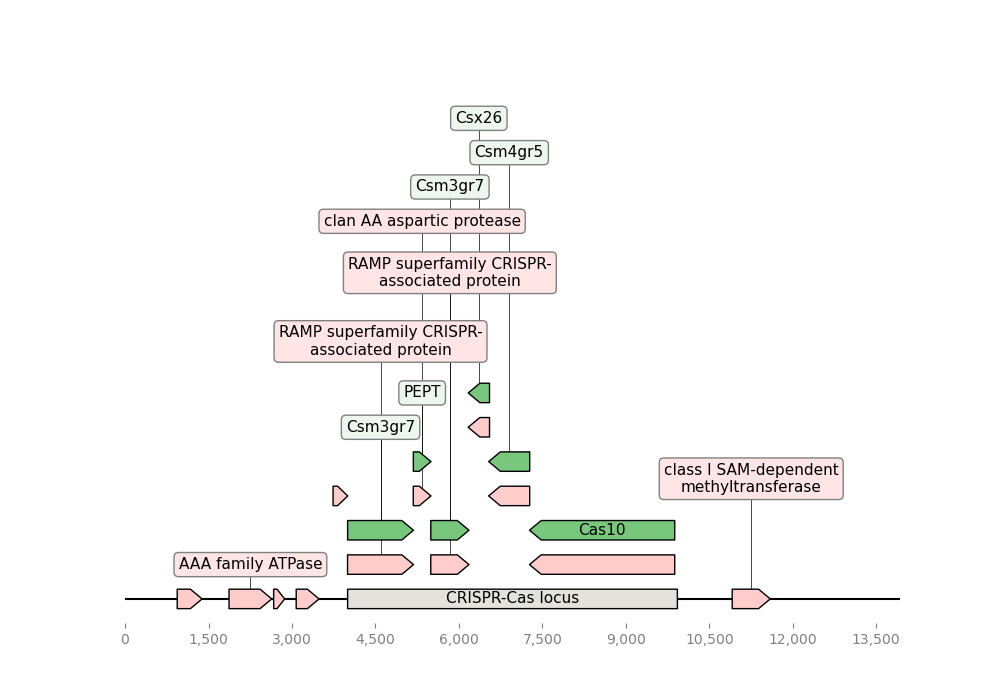 Csx26
Csm4gr5
Csm3gr7
clan AA aspartic protease
RAMP superfamily CRISPR-
associated protein
RAMP superfamily CRISPR-
associated protein
PEPT
Csm3gr7
class I SAM-dependent
methyltransferase
Cas10
AAA family ATPase
CRISPR-Cas locus
0 1,500 3,000 4,500 6,000 7,500 9,000 10,500 12,000 13,500